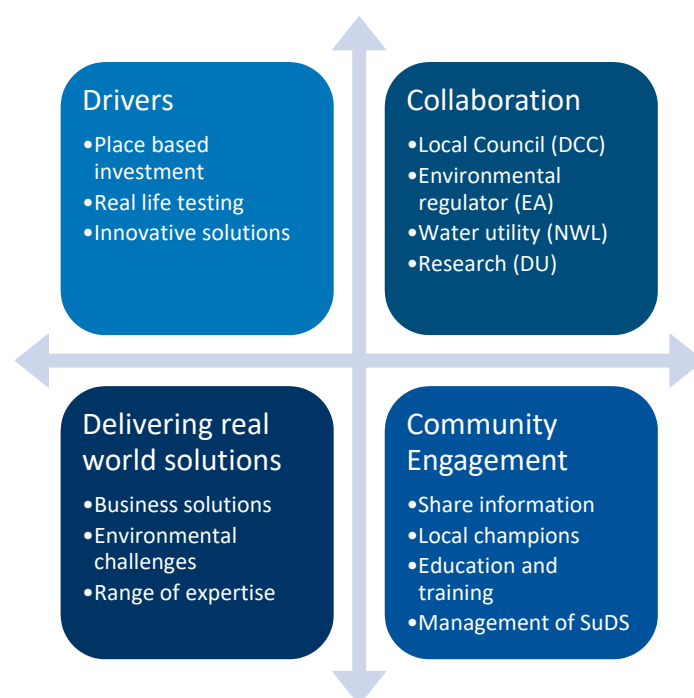 Drivers
•Place based
investment
•Real life testing
•Innovative solutions
Collaboration
•Local Council (DCC)
•Environmental
regulator (EA)
•Water utility (NWL)
•Research (DU)
Delivering real
world solutions
•Business solutions
•Environmental
challenges
•Range of expertise
Community
Engagement
•Share information
•Local champions
•Education and
training
•Management of SuDS